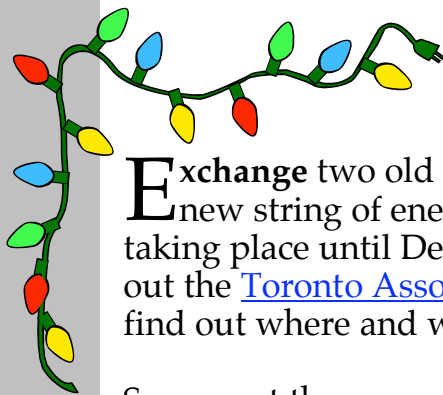 Exchange two old
new string of ene
taking place until De
out the Toronto Asso
find out where and w